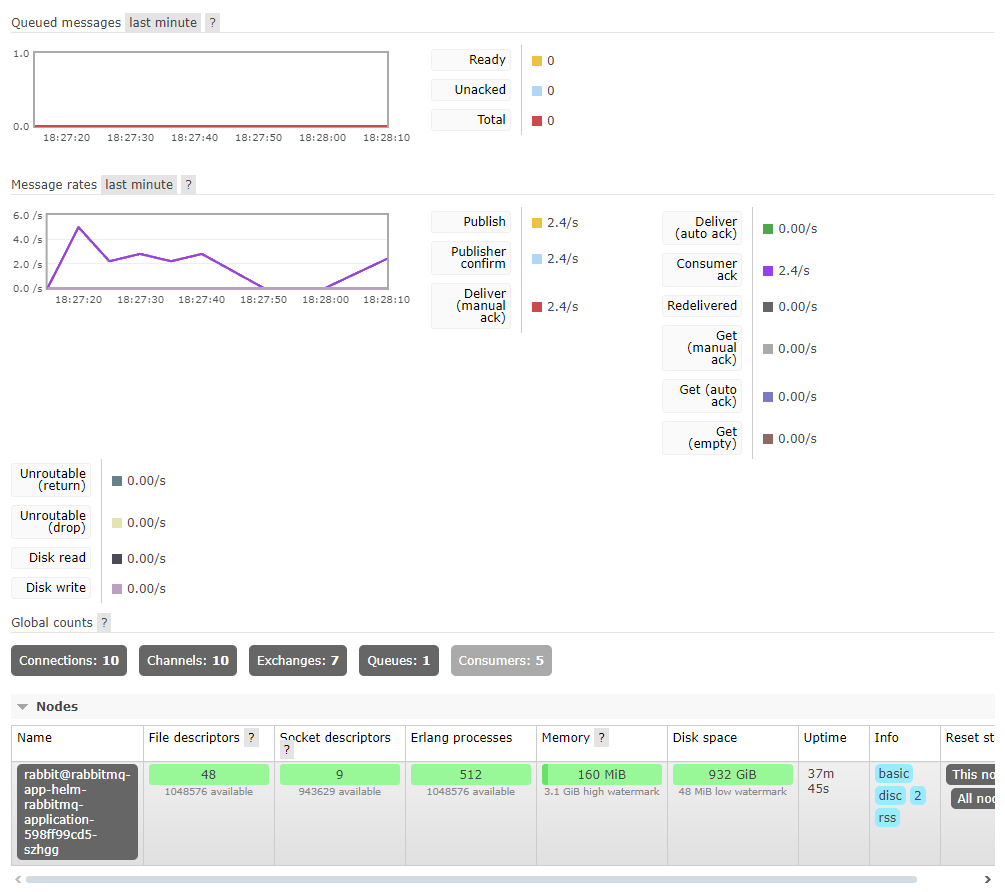 Queued messages last minute ?
1.0
0.0
18:27:20 18:27:30 18:27:40 18:27:50 18:28:00 18:28:10
Ready 0
Unacked 0
Total 0
Message rates last minute ?
6.0 /s
4.0 /s
2.0 /s
0.0 /s
18:27:20 18:27:30 18:27:40 18:27:50 18:28:00 18:28:10
Publish 2.4/s
Publisher
confirm 2.4/s
Deliver
(manual
ack) 2.4/s
Deliver
(auto ack) 0.00/s
Consumer
ack 2.4/s
Redelivered 0.00/s
Get
(manual
ack) 0.00/s
Get (auto
ack) 0.00/s
Get
(empty) 0.00/s
Unroutable
(return) 0.00/s
Unroutable
(drop) 0.00/s
Disk read 0.00/s
Disk write 0.00/s
Global counts ?
Connections: 10 Channels: 10 Exchanges: 7 Queues: 1 Consumers: 5
Nodes
Name File descriptors ? Socket descriptors ? Erlang processes Memory ? Disk space Uptime Info Reset st
rabbit@rabbitmq-
app-helm-
rabbitmq-
application-
598ff99cd5-
szhgg
48
1048576 available
9
943629 available
512
1048576 available
160 MiB
3.1 GiB high watermark
932 GiB
48 MiB low watermark
37m
45s
basic
disc 2
rss
This no
All nod